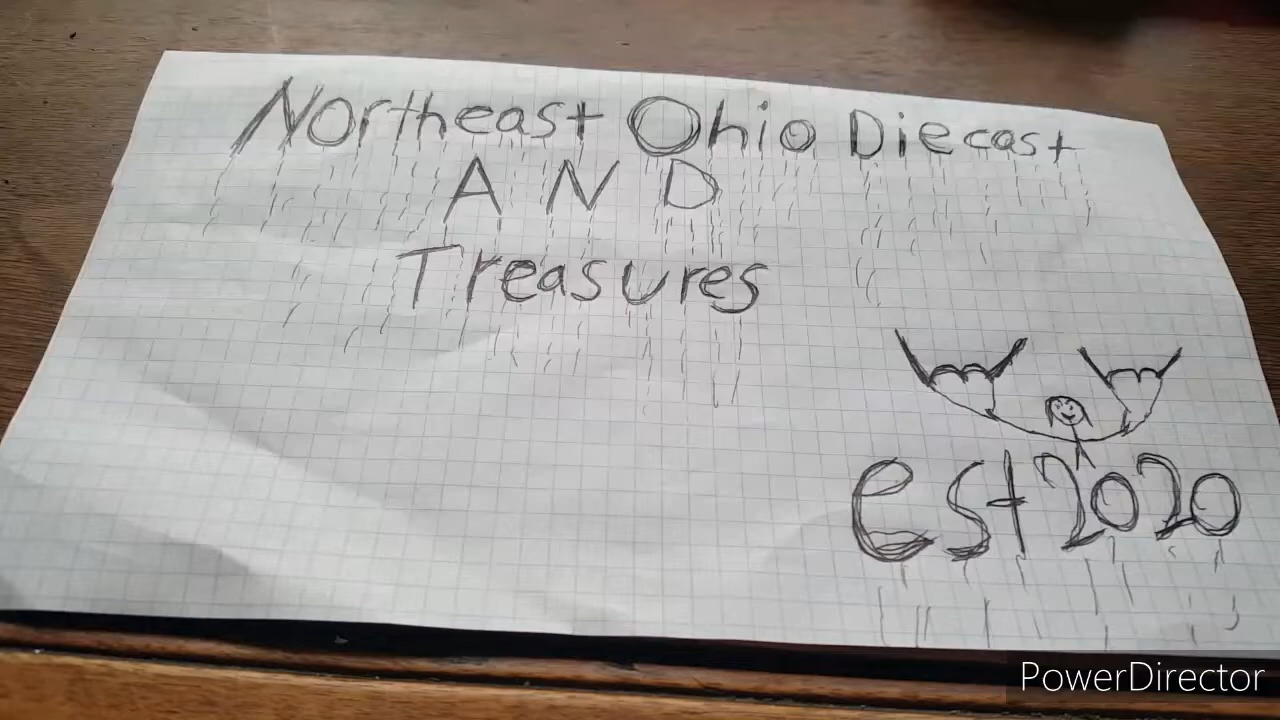 Northeast Ohio Diecast
AND
Treasures
est 2020
PowerDirector